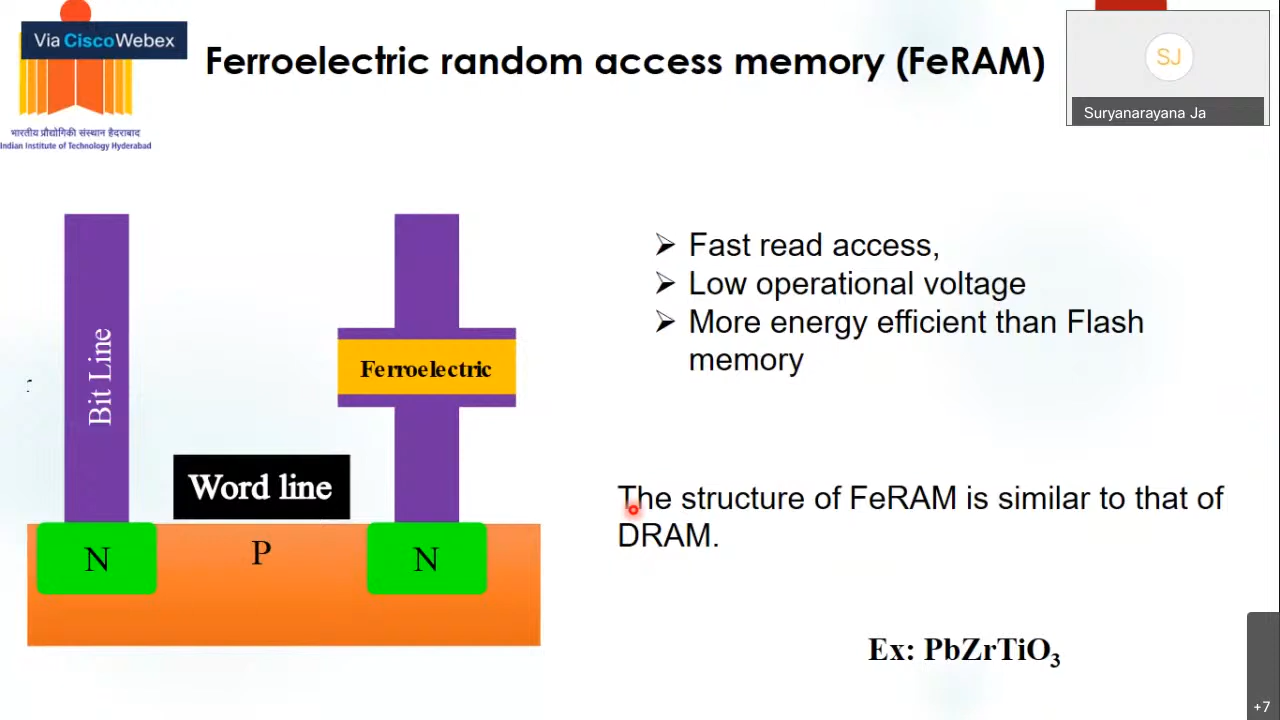 Via Cisco Webex
Ferroelectric random access memory (FeRAM)
SJ
Suryanarayana Ja
भारतीय प्रौद्योगिकी संस्थान हैदराबाद
Indian Institute of Technology Hyderabad
Bit Line
Ferroelectric
Word line
N
P
N
➢ Fast read access,
➢ Low operational voltage
➢ More energy efficient than Flash
memory
The structure of FeRAM is similar to that of
DRAM.
Ex: PbZrTiO₃
+7